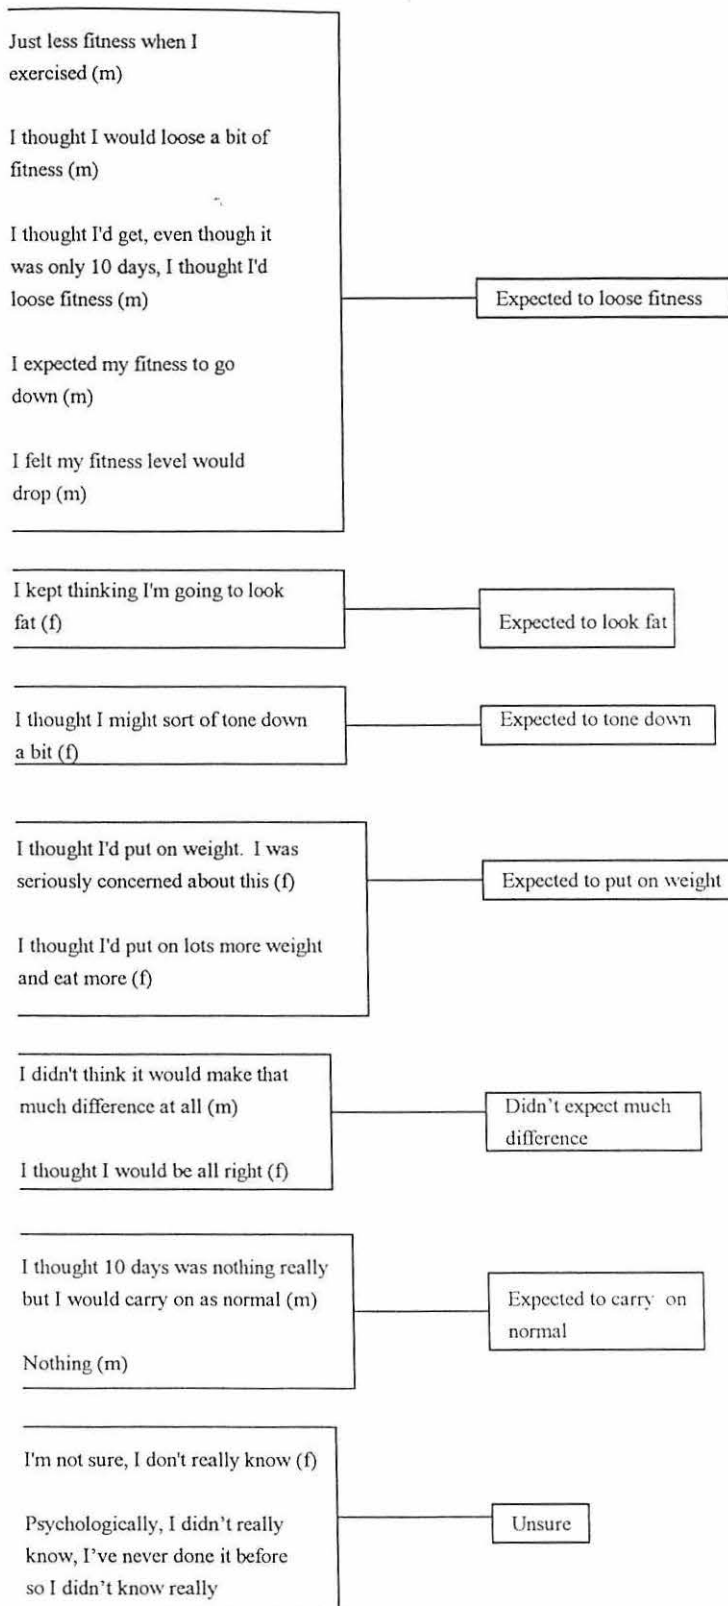 Just less fitness when I
exercised (m)
I thought I would loose a bit of
fitness (m)
I thought I'd get, even though it
was only 10 days, I thought I'd
loose fitness (m)
I expected my fitness to go
down (m)
I felt my fitness level would
drop (m)
Expected to loose fitness
I kept thinking I'm going to look
fat (f)
Expected to look fat
I thought I might sort of tone down
a bit (f)
Expected to tone down
I thought I'd put on weight. I was
seriously concerned about this (f)
I thought I'd put on lots more weight
and eat more (f)
Expected to put on weight
I didn't think it would make that
much difference at all (m)
I thought I would be all right (f)
Didn't expect much
difference
I thought 10 days was nothing really
but I would carry on as normal (m)
Nothing (m)
Expected to carry on
normal
I'm not sure, I don't really know (f)
Psychologically, I didn't really
know, I've never done it before
so I didn't know really
Unsure